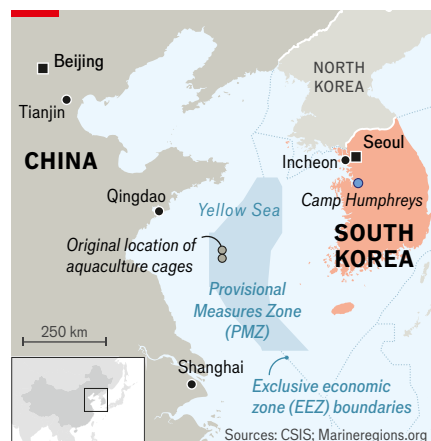 Beijing
Tianjin
CHINA
NORTH
KOREA
Seoul
Incheon
Camp Humphreys
Qingdao
Yellow Sea
SOUTH
KOREA
Original location of
aquaculture cages
Provisional
Measures Zone
(PMZ)
250 km
Shanghai
Exclusive economic
zone (EEZ) boundaries
Sources: CSIS; Marineregions.org